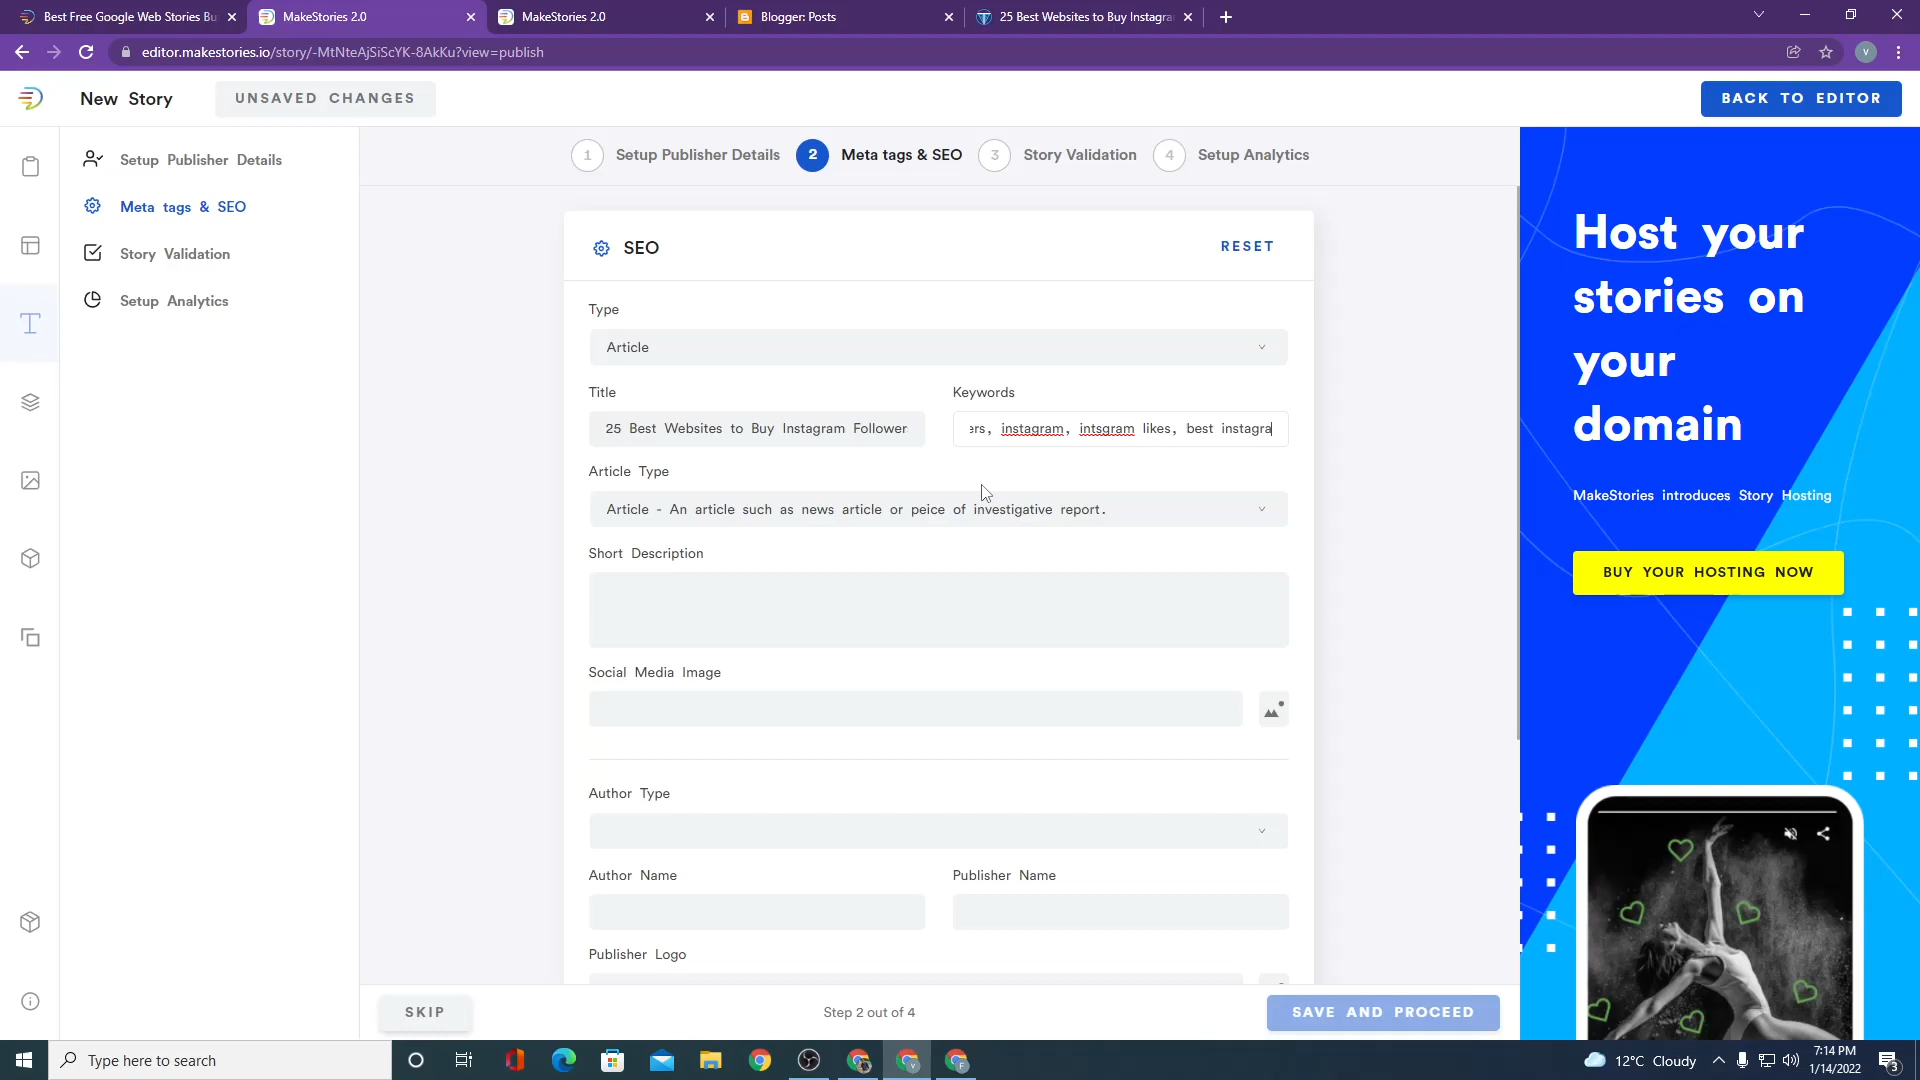 Best Free Google Web Stories Bu
MakeStories 2.0
MakeStories 2.0
Blogger: Posts
25 Best Websites to Buy Instagra
editor.makestories.io/story/-MtNteAjSiScYK-8AkKu?view=publish
V
New Story
UNSAVED CHANGES
BACK TO EDITOR
Setup Publisher Details
Meta tags & SEO
Story Validation
Setup Analytics
1 Setup Publisher Details
2 Meta tags & SEO
3 Story Validation
4 Setup Analytics
SEO
RESET
Type
Article
Title
Keywords
25 Best Websites to Buy Instagram Follower
ers, instagram, intsgram likes, best instagra
Article Type
Article - An article such as news article or peice of investigative report.
Short Description
Social Media Image
Author Type
Author Name
Publisher Name
Publisher Logo
SKIP
Step 2 out of 4
SAVE AND PROCEED
Host your
stories on
your
domain
MakeStories introduces Story Hosting
BUY YOUR HOSTING NOW
Type here to search
12°C Cloudy
7:14 PM
1/14/2022
3